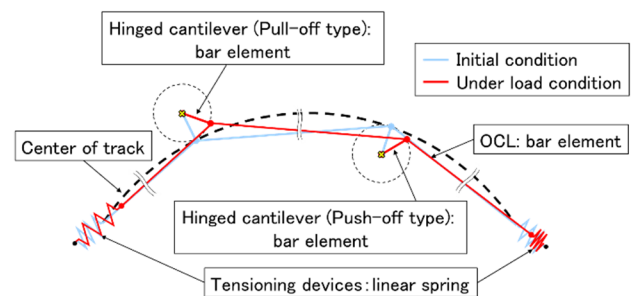 Hinged cantilever (Pull-off type):
bar element
Initial condition
Under load condition
Center of track
OCL: bar element
Hinged cantilever (Push-off type):
bar element
Tensioning devices: linear spring